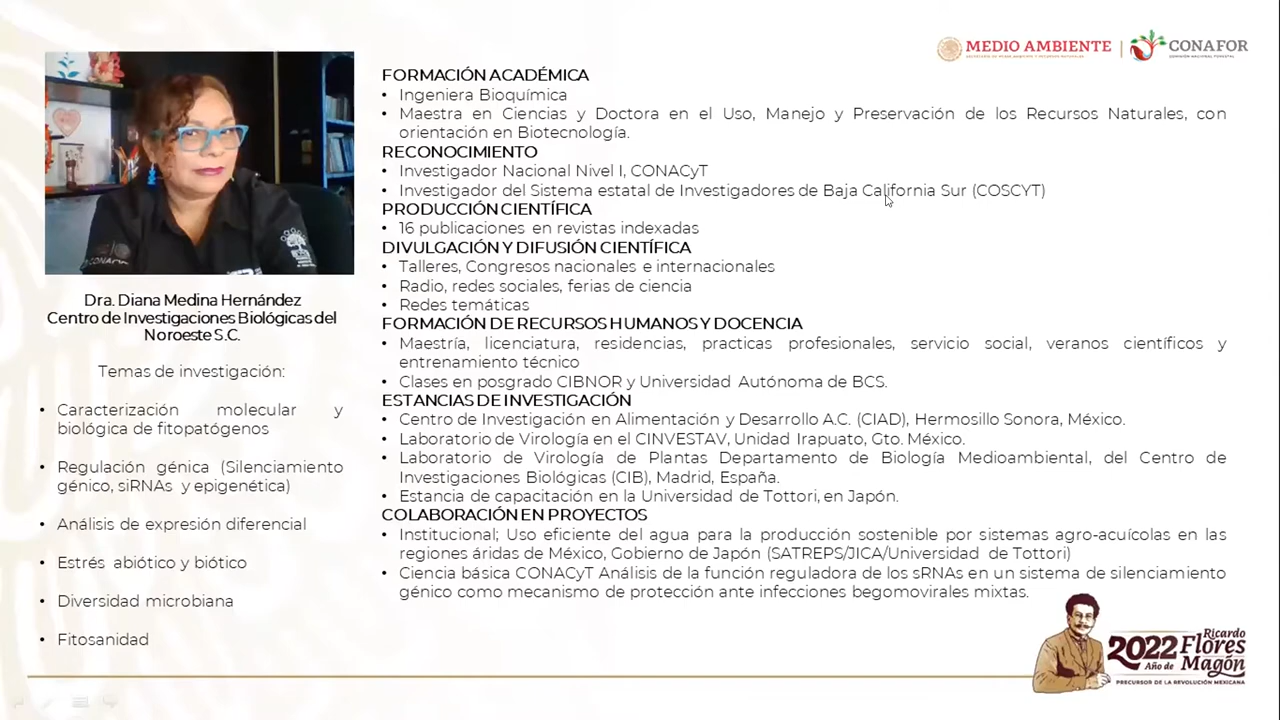 MEDIO AMBIENTE
SECRETARÍA DE MEDIO AMBIENTE Y RECURSOS NATURALES
CONAFOR
COMISIÓN NACIONAL FORESTAL
Dra. Diana Medina Hernández
Centro de Investigaciones Biológicas del
Noroeste S.C.
Temas de investigación:
• Caracterización molecular y
biológica de fitopatógenos
• Regulación génica (Silenciamiento
génico, siRNAs y epigenética)
• Análisis de expresión diferencial
• Estrés abiótico y biótico
• Diversidad microbiana
• Fitosanidad
FORMACIÓN ACADÉMICA
• Ingeniera Bioquímica
• Maestra en Ciencias y Doctora en el Uso, Manejo y Preservación de los Recursos Naturales, con
orientación en Biotecnología.
RECONOCIMIENTO
• Investigador Nacional Nivel I, CONACyT
• Investigador del Sistema estatal de Investigadores de Baja California Sur (COSCYT)
PRODUCCIÓN CIENTÍFICA
• 16 publicaciones en revistas indexadas
DIVULGACIÓN Y DIFUSIÓN CIENTÍFICA
• Talleres, Congresos nacionales e internacionales
• Radio, redes sociales, ferias de ciencia
• Redes temáticas
FORMACIÓN DE RECURSOS HUMANOS Y DOCENCIA
• Maestría, licenciatura, residencias, practicas profesionales, servicio social, veranos científicos y
entrenamiento técnico
• Clases en posgrado CIBNOR y Universidad Autónoma de BCS.
ESTANCIAS DE INVESTIGACIÓN
• Centro de Investigación en Alimentación y Desarrollo A.C. (CIAD), Hermosillo Sonora, México.
• Laboratorio de Virología en el CINVESTAV, Unidad Irapuato, Gto. México.
• Laboratorio de Virología de Plantas Departamento de Biología Medioambiental, del Centro de
Investigaciones Biológicas (CIB), Madrid, España.
• Estancia de capacitación en la Universidad de Tottori, en Japón.
COLABORACIÓN EN PROYECTOS
• Institucional; Uso eficiente del agua para la producción sostenible por sistemas agro-acuícolas en las
regiones áridas de México, Gobierno de Japón (SATREPS/JICA/Universidad de Tottori)
• Ciencia básica CONACyT Análisis de la función reguladora de los sRNAs en un sistema de silenciamiento
génico como mecanismo de protección ante infecciones begomovirales mixtas.
2022 Ricardo
Flores
Año de Magón
PRECURSOR DE LA REVOLUCIÓN MEXICANA